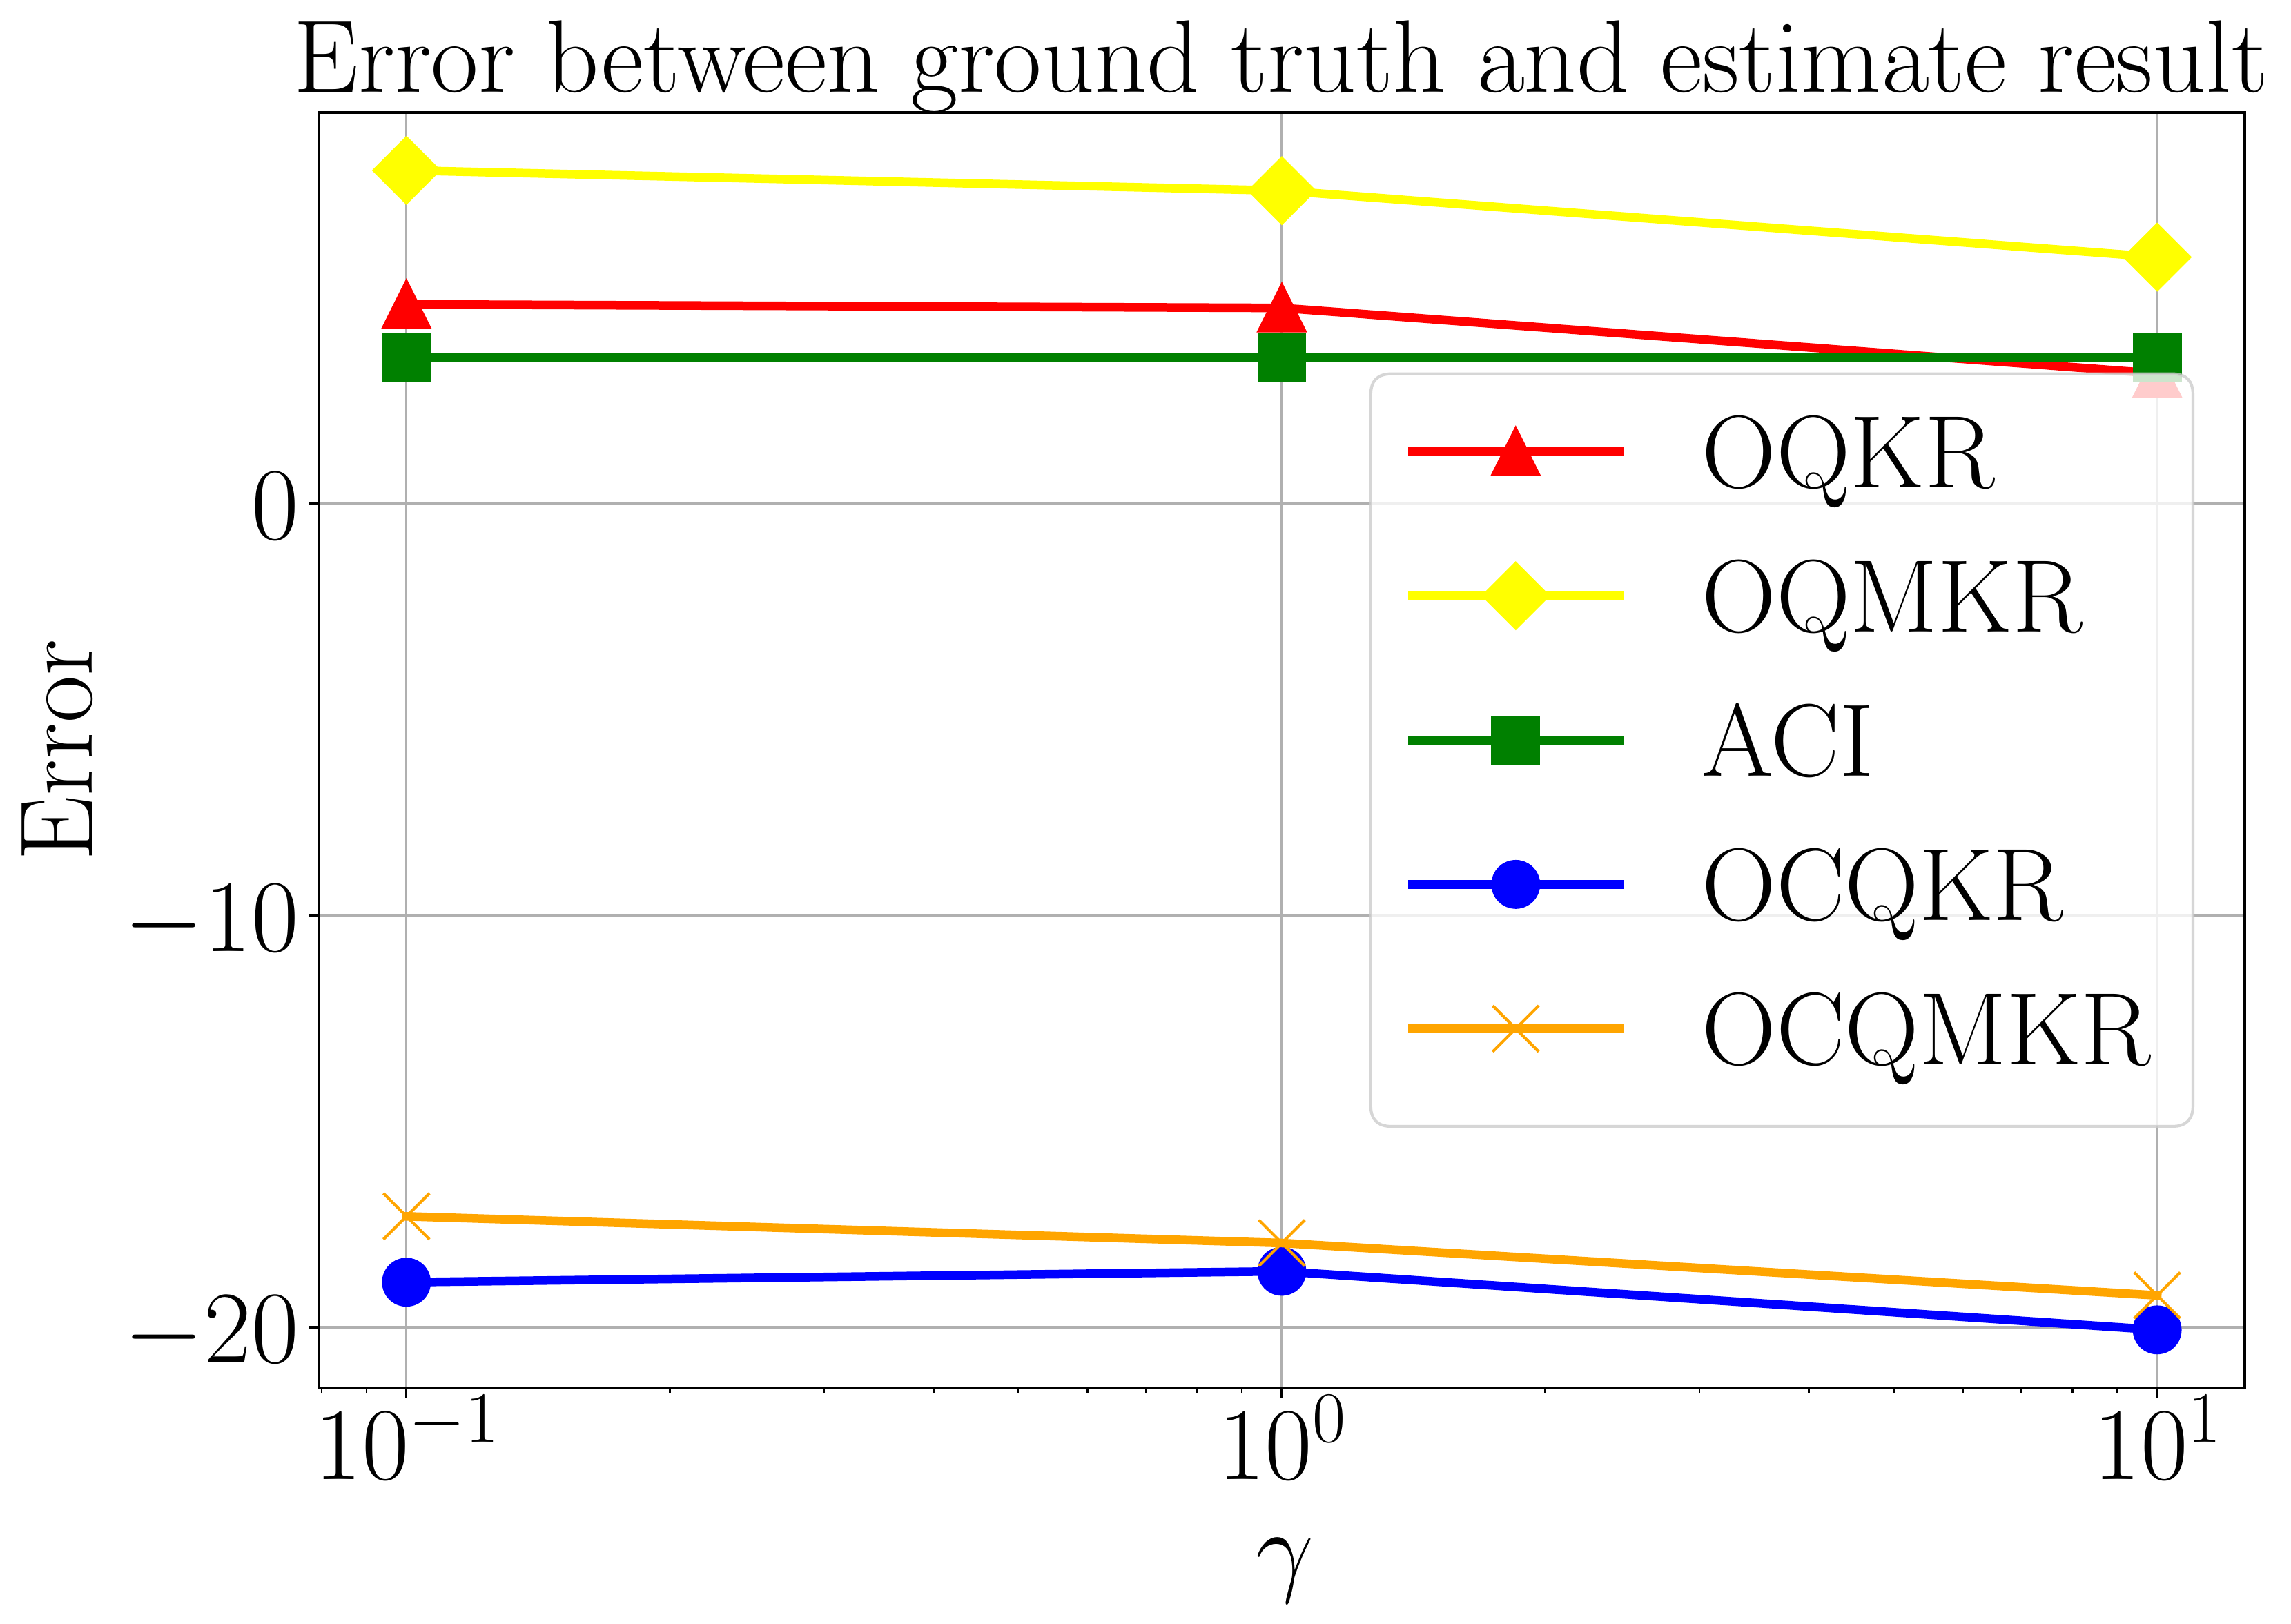 Error between ground truth and estimate result
Error
0
−10
−20
OQKR
OQMKR
ACI
OCQKR
OCQMKR
10⁻¹
10⁰
10¹
γ